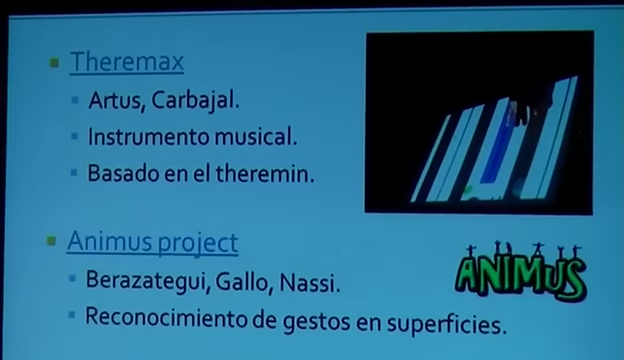 Theremax
Artus, Carbajal.
Instrumento musical.
Basado en el theremin.
Animus project
Berazategui, Gallo, Nassi.
Reconocimiento de gestos en superficies.
ANIMUS